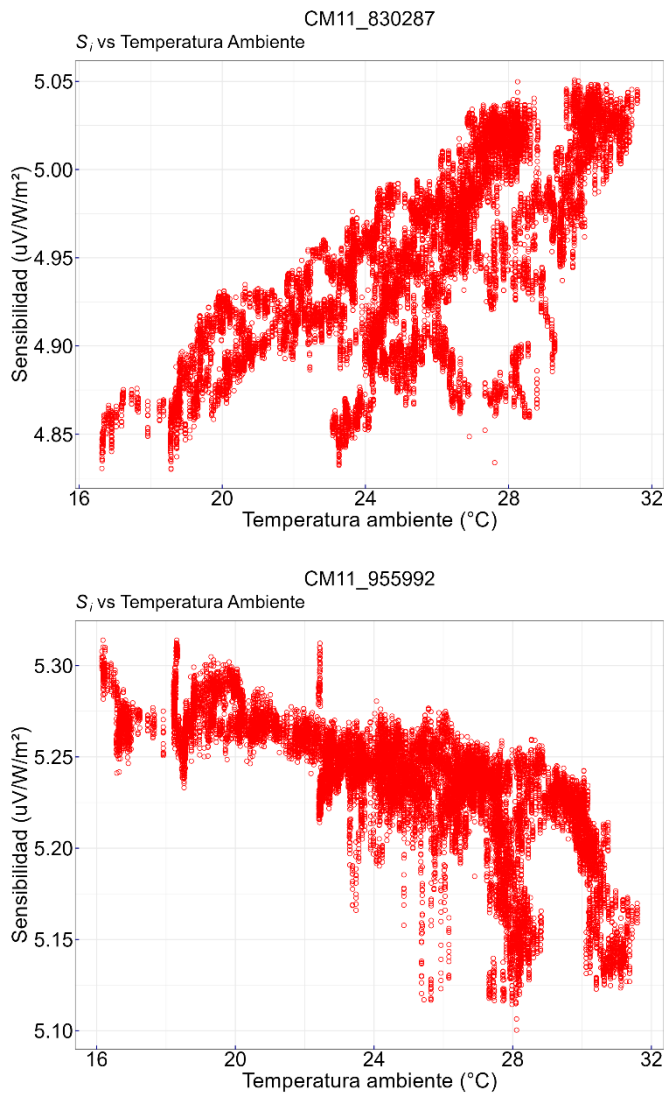 CM11_830287
S i vs Temperatura Ambiente
Sensibilidad (uV/W/m²)
5.05
5.00
4.95
4.90
4.85
16 20 24 28 32
Temperatura ambiente (°C)
CM11_955992
S i vs Temperatura Ambiente
Sensibilidad (uV/W/m²)
5.30
5.25
5.20
5.15
5.10
16 20 24 28 32
Temperatura ambiente (°C)